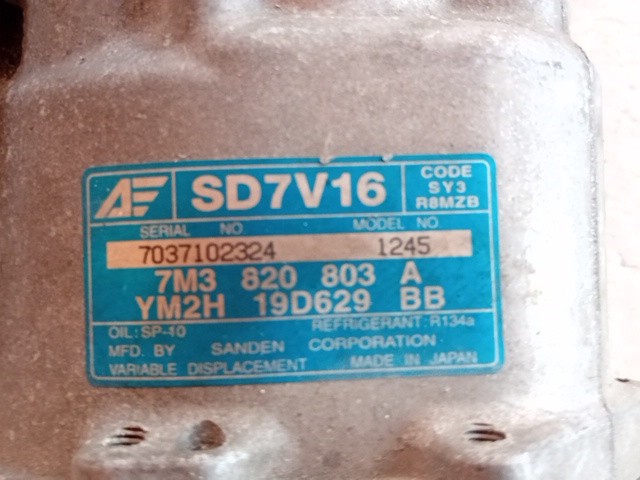 AE SD7V16 CODE
SY3
R8MZB
SERIAL NO. MODEL NO.
7037102324 1245
7M3 820 803 A
YM2H 19D629 BB
OIL: SP-10 REFRIGERANT: R134a
MFD. BY SANDEN CORPORATION
VARIABLE DISPLACEMENT MADE IN JAPAN